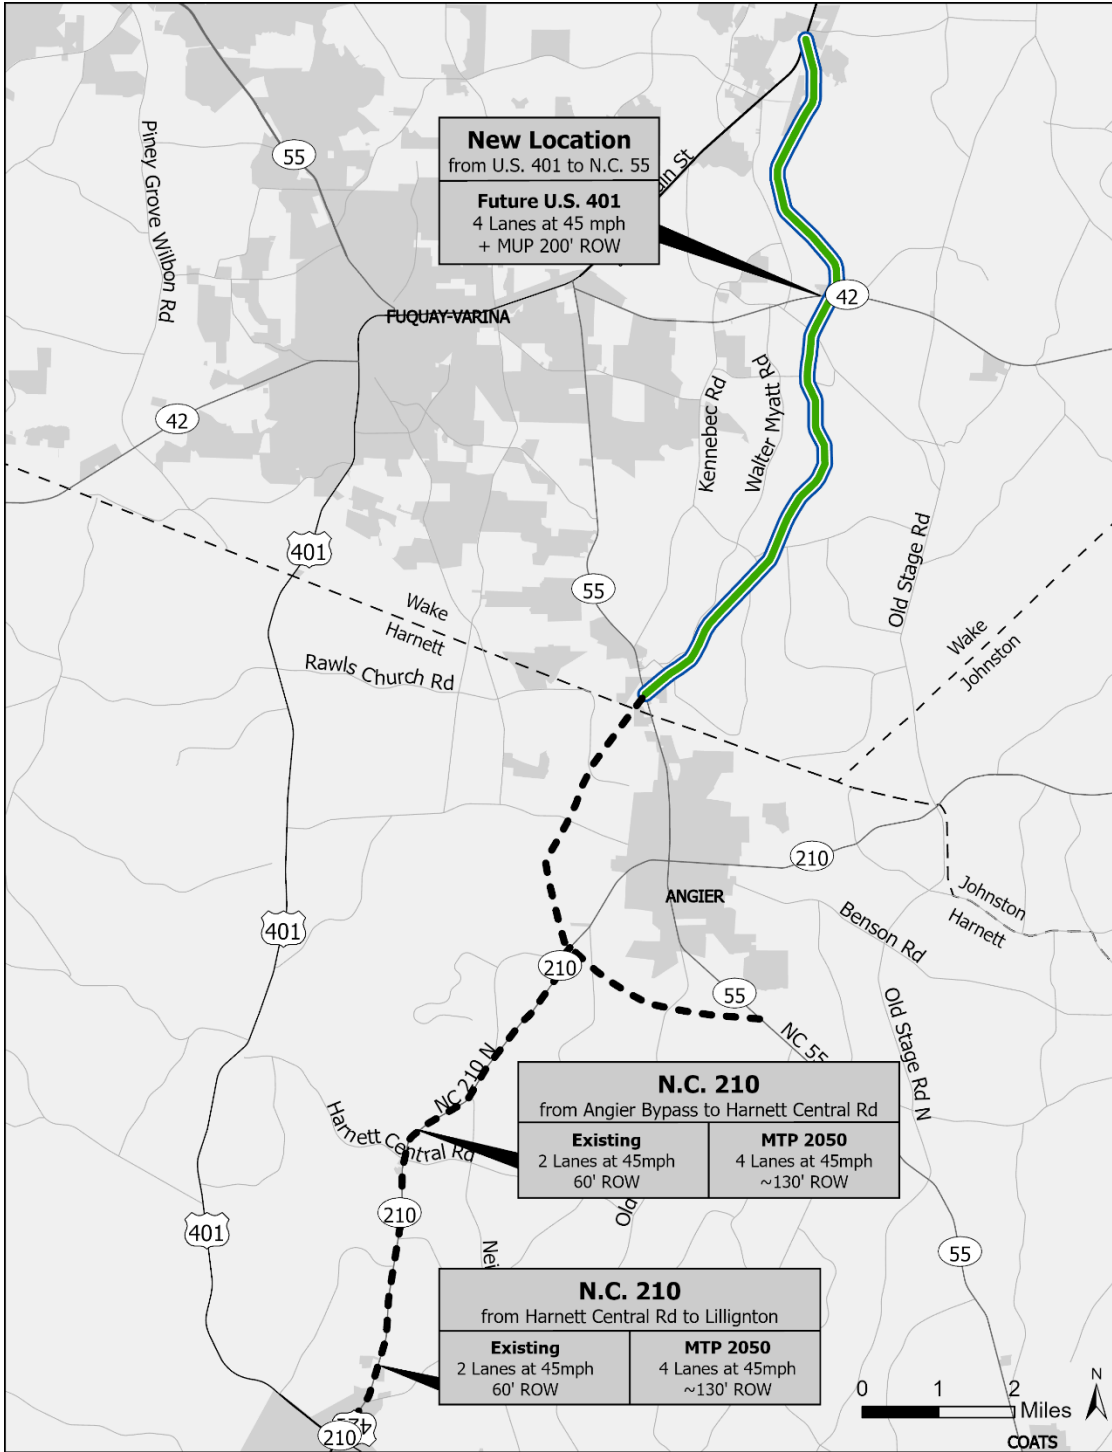 55
Piney Grove Wilbon Rd
New Location
from U.S. 401 to N.C. 55
Future U.S. 401
4 Lanes at 45 mph
+ MUP 200' ROW
ain St
42
FUQUAY-VARINA
42
Kennebec Rd
Walter Myatt Rd
401
55
Old Stage Rd
Wake
Harnett
Wake
Johnston
Rawls Church Rd
210
ANGIER
Johnston
Harnett
Benson Rd
401
210
55
Old Stage Rd N
NC 55
NC 210 N
N.C. 210
from Angier Bypass to Harnett Central Rd
Existing
2 Lanes at 45mph
60' ROW
MTP 2050
4 Lanes at 45mph
~130' ROW
Harnett Central Rd
Old
210
401
Nei
55
N.C. 210
from Harnett Central Rd to Lillignton
Existing
2 Lanes at 45mph
60' ROW
MTP 2050
4 Lanes at 45mph
~130' ROW
0 1 2
Miles
N
210
COATS